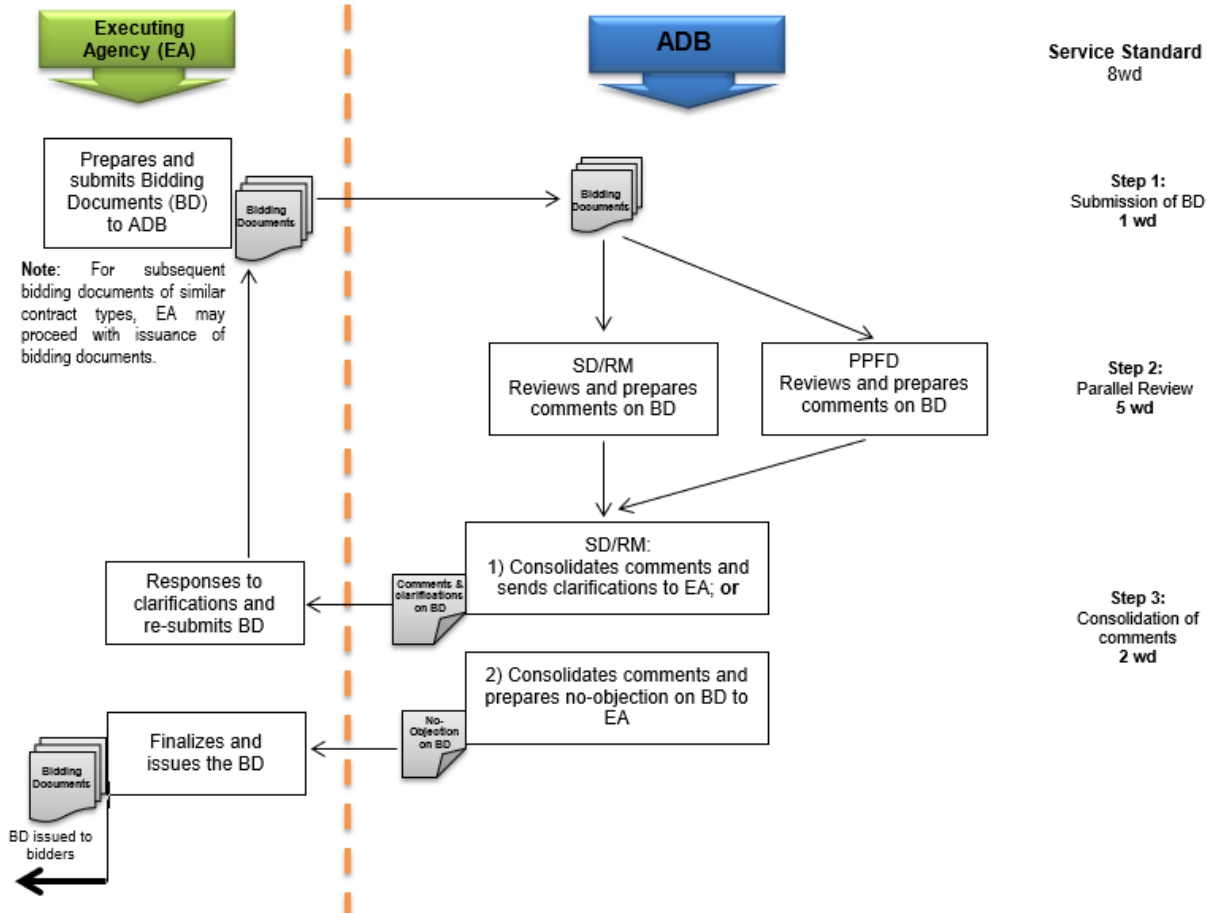 Executing
Agency (EA)
ADB
Service Standard
8wd
Prepares and
submits Bidding
Documents (BD)
to ADB
Bidding
Documents
Bidding
Documents
Step 1:
Submission of BD
1 wd
Note: For subsequent
bidding documents of similar
contract types, EA may
proceed with issuance of
bidding documents.
SD/RM
Reviews and prepares
comments on BD
PPFD
Reviews and prepares
comments on BD
Step 2:
Parallel Review
5 wd
SD/RM:
1) Consolidates comments and
sends clarifications to EA; or
Comments &
clarifications
on BD
Responses to
clarifications and
re-submits BD
Step 3:
Consolidation of
comments
2 wd
2) Consolidates comments and
prepares no-objection on BD to
EA
No-
Objection
on BD
Finalizes and
issues the BD
Bidding
Documents
BD issued to
bidders